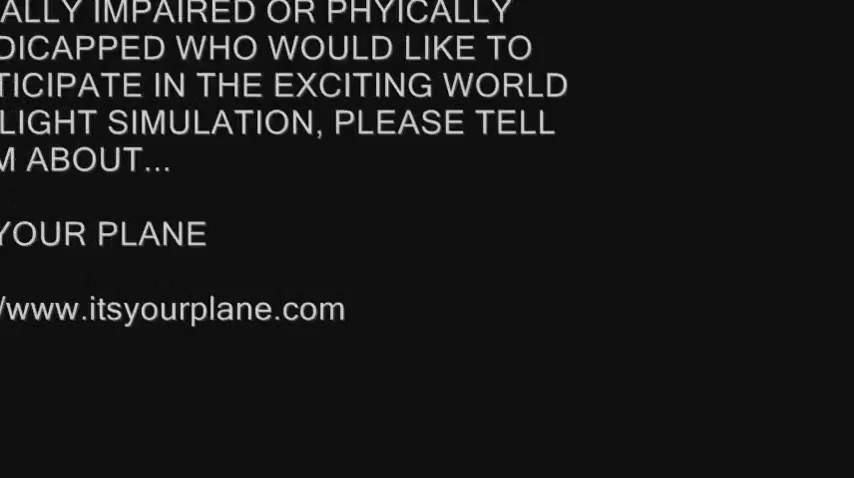 ALLY IMPAIRED OR PHYICALLY
DICAPPED WHO WOULD LIKE TO
TICIPATE IN THE EXCITING WORLD
LIGHT SIMULATION, PLEASE TELL
M ABOUT...
YOUR PLANE
/www.itsyourplane.com